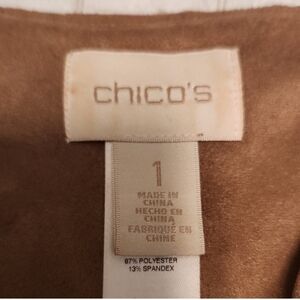 chico's
1
MADE IN
CHINA
HECHO EN
CHINA
FABRIQUÉ EN
CHINE
87% POLYESTER
13% SPANDEX